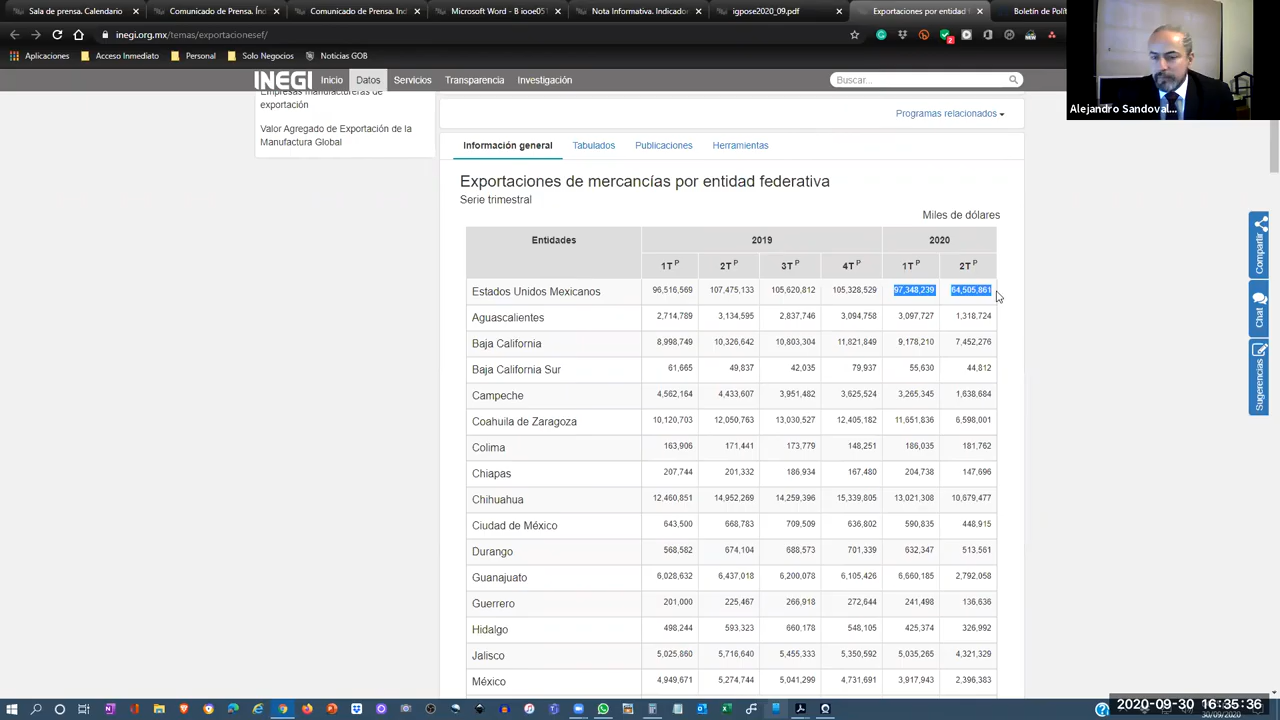 Sala de prensa. Calendario
Comunicado de Prensa. Ind
Comunicado de Prensa. Ind
Microsoft Word - B iooe051
Nota Informativa. Indicador
igpose2020_09.pdf
Exportaciones por entidad
Boletín de Polí
inegi.org.mx/temas/exportacionesef/
Aplicaciones
Acceso Inmediato
Personal
Solo Negocios
Noticias GOB
INEGI
Inicio
Datos
Servicios
Transparencia
Investigación
Buscar...
Alejandro Sandoval...
Empresas manufactureras de
exportación
Valor Agregado de Exportación de la
Manufactura Global
Programas relacionados
Información general
Tabulados
Publicaciones
Herramientas
Exportaciones de mercancías por entidad federativa
Serie trimestral
Miles de dólares
Entidades 2019 2020
1T P 2T P 3T P 4T P 1T P 2T P
Estados Unidos Mexicanos 96,516,569 107,475,133 105,620,812 105,328,529 97,348,239 64,505,861
Aguascalientes 2,714,789 3,134,595 2,837,746 3,094,758 3,097,727 1,318,724
Baja California 8,998,749 10,326,642 10,803,304 11,821,849 9,178,210 7,452,276
Baja California Sur 61,665 49,837 42,035 79,937 55,630 44,812
Campeche 4,562,164 4,433,607 3,951,482 3,625,524 3,265,345 1,638,684
Coahuila de Zaragoza 10,120,703 12,050,763 13,030,527 12,405,182 11,651,836 6,598,001
Colima 163,906 171,441 173,779 148,251 186,035 181,762
Chiapas 207,744 201,332 186,934 167,480 204,738 147,696
Chihuahua 12,460,851 14,952,269 14,259,396 15,339,805 13,021,308 10,679,477
Ciudad de México 643,500 668,783 709,509 636,802 590,835 448,915
Durango 568,582 674,104 688,573 701,339 632,347 513,561
Guanajuato 6,028,632 6,437,018 6,200,078 6,105,426 6,660,185 2,792,058
Guerrero 201,000 225,467 266,918 272,644 241,498 136,636
Hidalgo 498,244 593,323 660,178 548,105 425,374 326,992
Jalisco 5,025,860 5,716,640 5,455,333 5,350,592 5,035,265 4,321,329
México 4,949,671 5,274,744 5,041,299 4,731,691 3,917,943 2,396,383
Compartir
Chat
Sugerencias
2020-09-30 16:35:36
30/09/2020